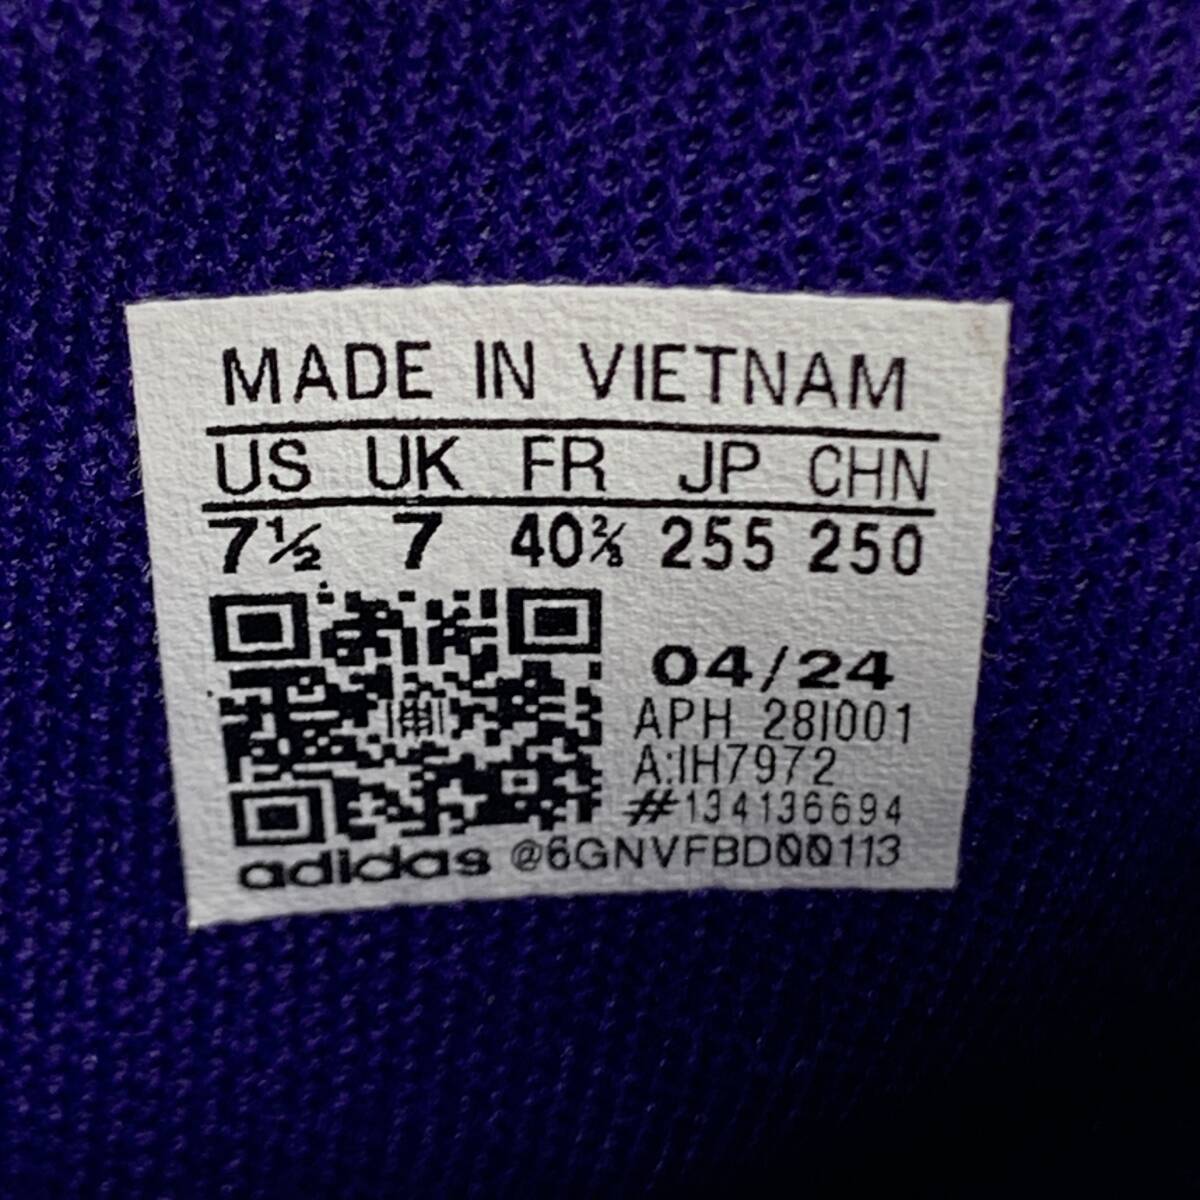 MADE IN VIETNAM
US UK FR JP CHN
7½ 7 40⅔ 255 250
04/24
APH 28I001
A:IH7972
#134136694
adidas @6GNVFBD00113